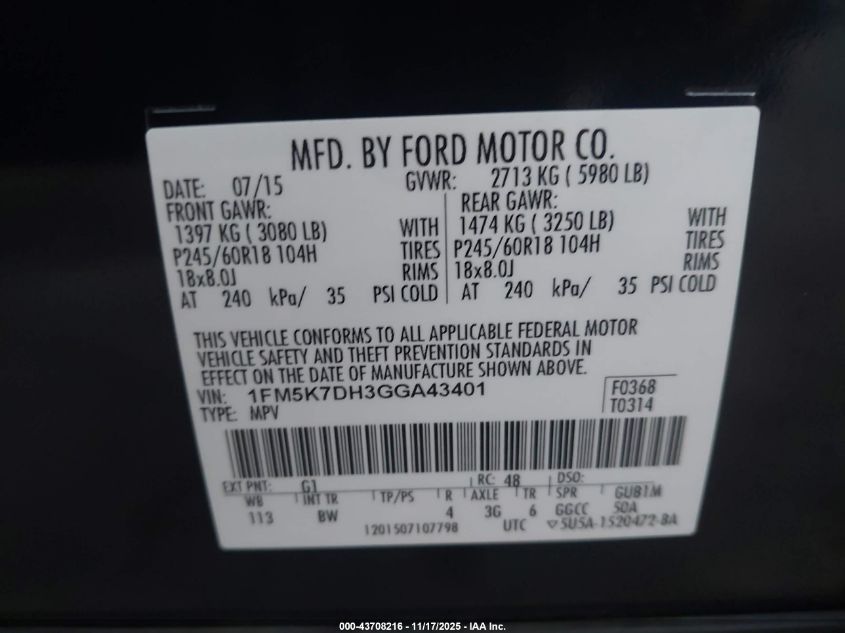 MFD. BY FORD MOTOR CO.
DATE: 07/15 GVWR: 2713 KG ( 5980 LB)
FRONT GAWR: REAR GAWR:
1397 KG ( 3080 LB) WITH 1474 KG ( 3250 LB) WITH
P245/60R18 104H TIRES P245/60R18 104H TIRES
18x8.0J RIMS 18x8.0J RIMS
AT 240 kPa/ 35 PSI COLD AT 240 kPa/ 35 PSI COLD
THIS VEHICLE CONFORMS TO ALL APPLICABLE FEDERAL MOTOR
VEHICLE SAFETY AND THEFT PREVENTION STANDARDS IN
EFFECT ON THE DATE OF MANUFACTURE SHOWN ABOVE.
VIN: 1FM5K7DH3GGA43401 F0368
TYPE: MPV T0314
EXT PNT: G1 RC: 48 DSO:
WB INT TR TP/PS R AXLE TR SPR GUB1M
113 BW 4 3G 6 GGCC 50A
1201507107798 UTC ▽5U5A-1520472-BA
000-43708216 - 11/17/2025 - IAA Inc.